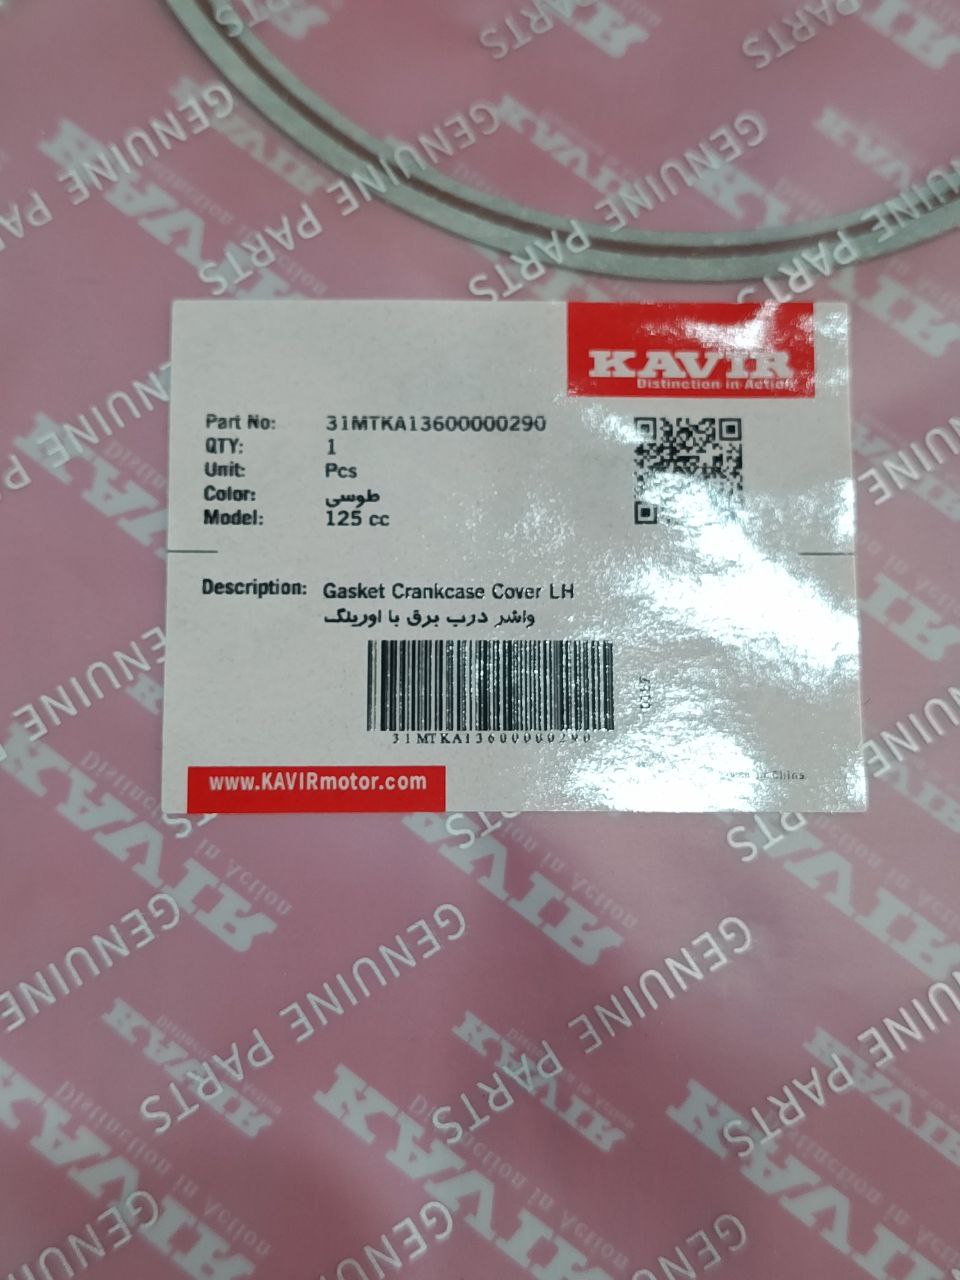 KAVIR
Distinction in Action
Part No: 31MTKA13600000290
QTY: 1
Unit: Pcs
Color: طوسی
Model: 125 cc
Description: Gasket Crankcase Cover LH
واشر درب برق با اورینگ
31MTKA13600000290
www.KAVIRmotor.com
China
GENUINE PARTS
KAVIR
Distinction in Action